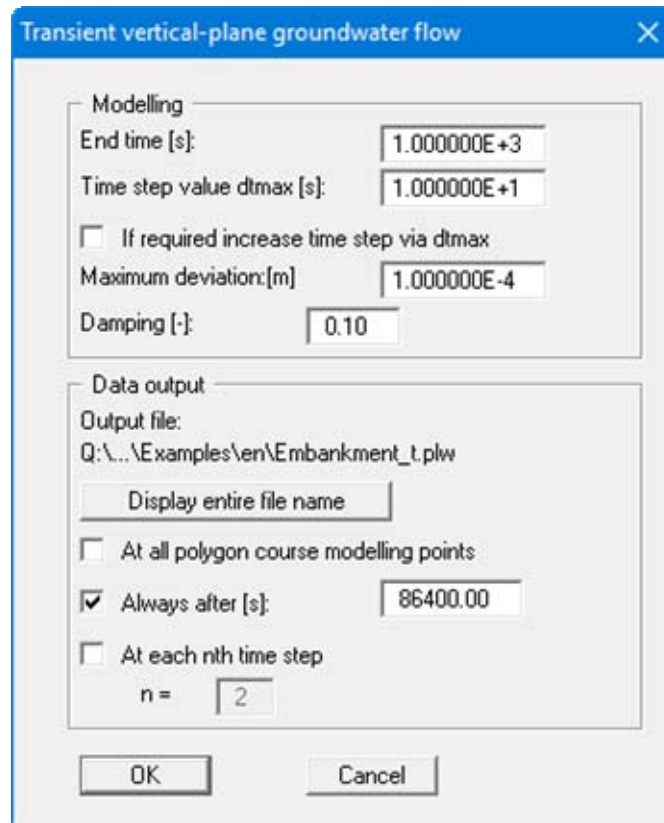 Transient vertical-plane groundwater flow
Modelling
End time [s]: 1.000000E+3
Time step value dtmax [s]: 1.000000E+1
If required increase time step via dtmax
Maximum deviation:[m] 1.000000E-4
Damping [-]: 0.10
Data output
Output file:
Q:\...\Examples\en\Embankment_t.plw
Display entire file name
At all polygon course modelling points
Always after [s]: 86400.00
At each nth time step
n = 2
OK Cancel